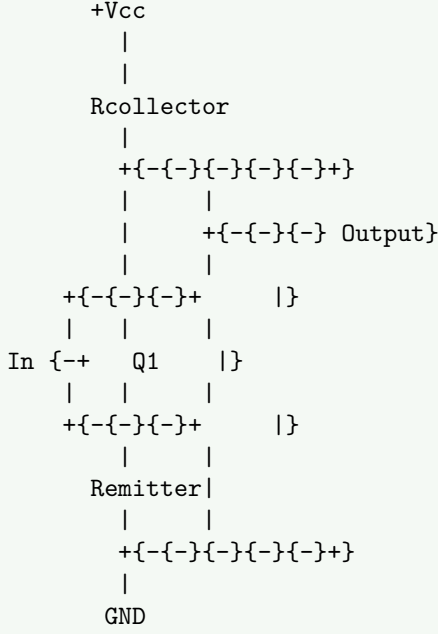 +Vcc
|
|
Rcollector
|
+{-{-}{-}{-}{-}+}
| |
| +{-{-}{-} Output}
| |
+{-{-}{-}+ |}
| | |
In {-+ Q1 |}
| | |
+{-{-}{-}+ |}
| |
Remitter|
| |
+{-{-}{-}{-}{-}+}
|
GND